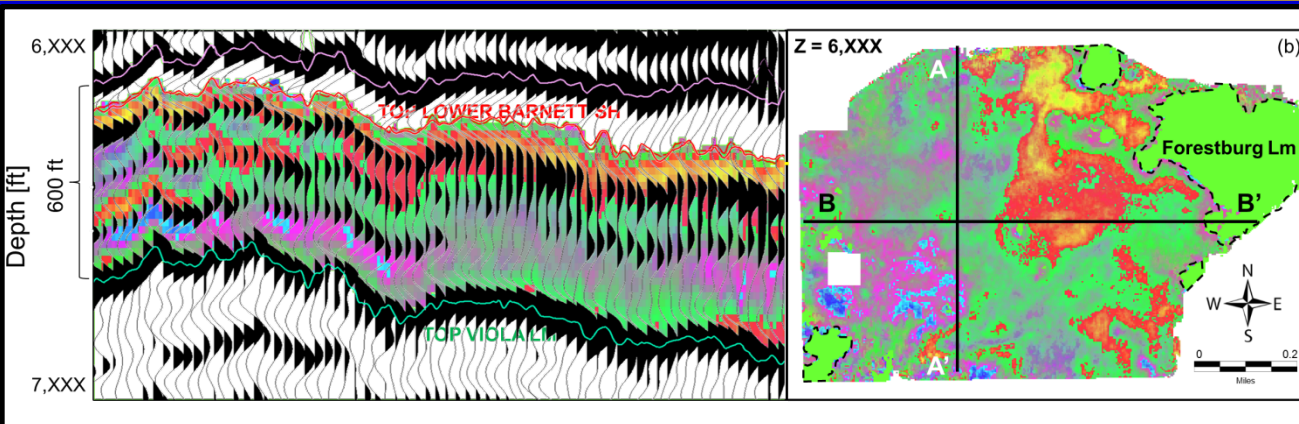 6,XXX
Depth [ft]
600 ft
7,XXX
TOP LOWER BARNETT SH
TOP VIOLA LM
Z = 6,XXX
(b)
A
Forestburg Lm
B
B'
A'
N
W
E
S
0
0.2
Miles